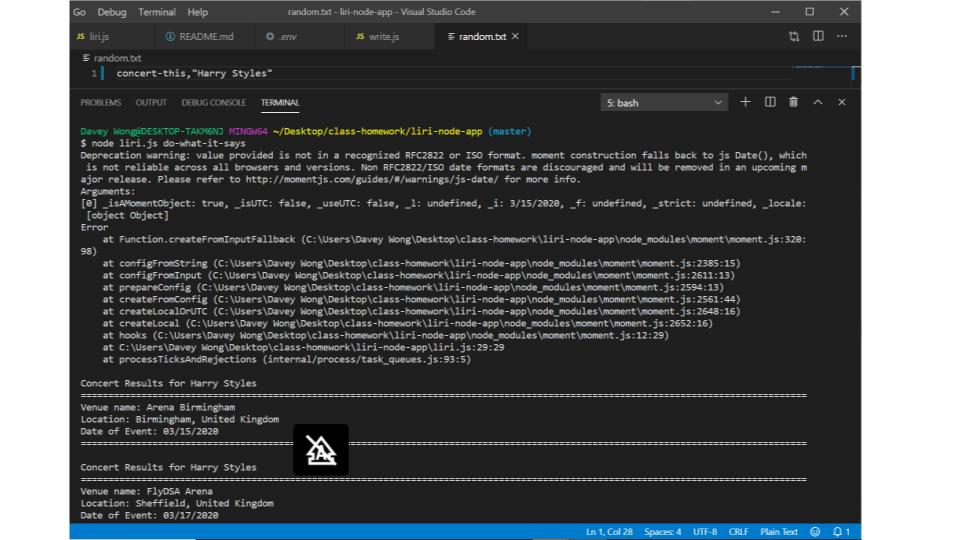 Go Debug Terminal Help random.txt - liri-node-app - Visual Studio Code
JS liri.js README.md .env JS write.js random.txt
random.txt
1 concert-this,"Harry Styles"
PROBLEMS OUTPUT DEBUG CONSOLE TERMINAL 5: bash
Davey Wong@DESKTOP-TAKM6NJ MINGW64 ~/Desktop/class-homework/liri-node-app (master)
$ node liri.js do-what-it-says
Deprecation warning: value provided is not in a recognized RFC2822 or ISO format. moment construction falls back to js Date(), which
is not reliable across all browsers and versions. Non RFC2822/ISO date formats are discouraged and will be removed in an upcoming m
ajor release. Please refer to http://momentjs.com/guides/#/warnings/js-date/ for more info.
Arguments:
[0] _isAMomentObject: true, _isUTC: false, _useUTC: false, _l: undefined, _i: 3/15/2020, _f: undefined, _strict: undefined, _locale:
[object Object]
Error
at Function.createFromInputFallback (C:\Users\Davey Wong\Desktop\class-homework\liri-node-app\node_modules\moment\moment.js:320:
98)
at configFromString (C:\Users\Davey Wong\Desktop\class-homework\liri-node-app\node_modules\moment\moment.js:2385:15)
at configFromInput (C:\Users\Davey Wong\Desktop\class-homework\liri-node-app\node_modules\moment\moment.js:2611:13)
at prepareConfig (C:\Users\Davey Wong\Desktop\class-homework\liri-node-app\node_modules\moment\moment.js:2594:13)
at createFromConfig (C:\Users\Davey Wong\Desktop\class-homework\liri-node-app\node_modules\moment\moment.js:2561:44)
at createLocalOrUTC (C:\Users\Davey Wong\Desktop\class-homework\liri-node-app\node_modules\moment\moment.js:2648:16)
at createLocal (C:\Users\Davey Wong\Desktop\class-homework\liri-node-app\node_modules\moment\moment.js:2652:16)
at hooks (C:\Users\Davey Wong\Desktop\class-homework\liri-node-app\node_modules\moment\moment.js:12:29)
at C:\Users\Davey Wong\Desktop\class-homework\liri-node-app\liri.js:29:29
at processTicksAndRejections (internal/process/task_queues.js:93:5)
Concert Results for Harry Styles
Venue name: Arena Birmingham
Location: Birmingham, United Kingdom
Date of Event: 03/15/2020
A
Concert Results for Harry Styles
Venue name: FlyDSA Arena
Location: Sheffield, United Kingdom
Date of Event: 03/17/2020
Ln 1, Col 28 Spaces: 4 UTF-8 CRLF Plain Text 1